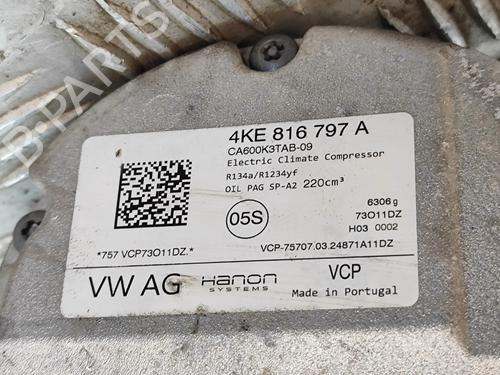 4KE 816 797 A
CA600K3TAB-09
Electric Climate Compressor
R134a/R1234yf
OIL PAG SP-A2 220cm³
05S
6306g
73O11DZ
H03 0002
*757 VCP73O11DZ.*
VCP-75707.03.24871A11DZ
VW AG
Hanon
SYSTEMS
VCP
Made in Portugal
B-PARTS